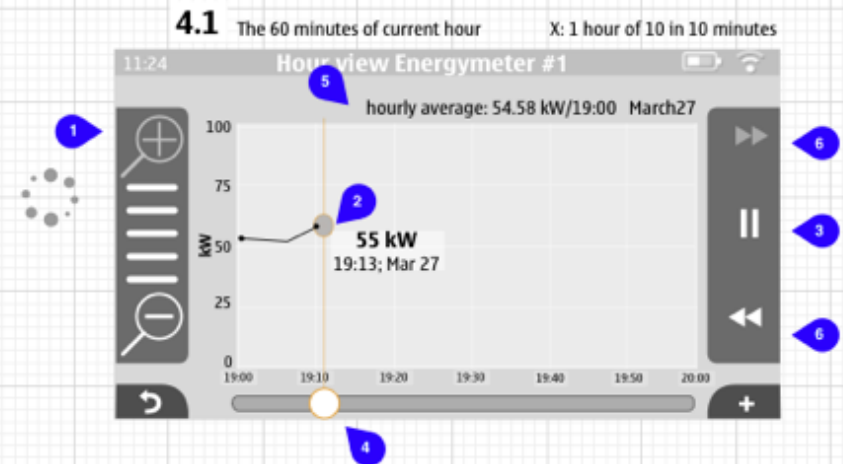 4.1 The 60 minutes of current hour X: 1 hour of 10 in 10 minutes
11:24 Hour view Energymeter #1
5
hourly average: 54.58 kW/19:00 March27
1
100
6
75
2
55 kW
3
kW
50
19:13; Mar 27
25
6
0
19:00 19:10 19:20 19:30 19:40 19:50 20:00
+
4